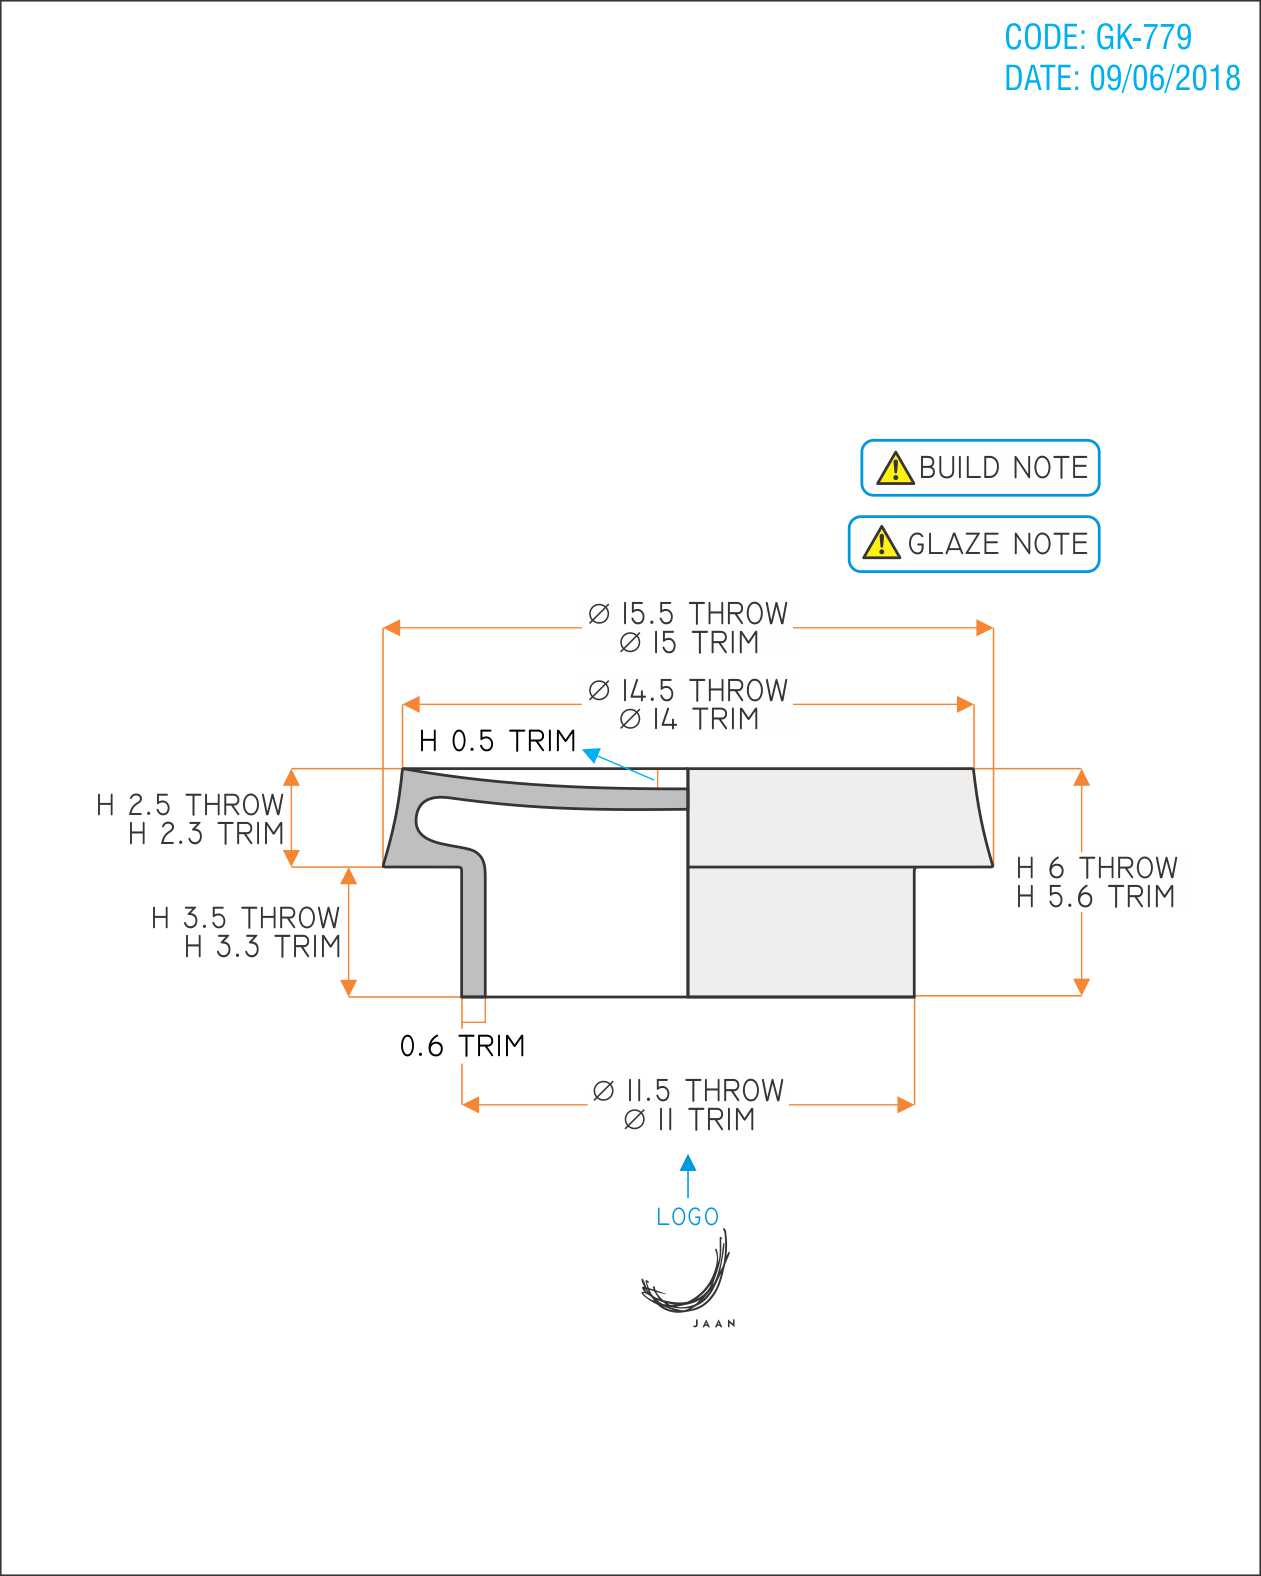 CODE: GK-779
DATE: 09/06/2018
BUILD NOTE
GLAZE NOTE
Ø 15.5 THROW
Ø 15 TRIM
Ø 14.5 THROW
Ø 14 TRIM
H 0.5 TRIM
H 2.5 THROW
H 2.3 TRIM
H 6 THROW
H 5.6 TRIM
H 3.5 THROW
H 3.3 TRIM
0.6 TRIM
Ø 11.5 THROW
Ø 11 TRIM
LOGO
JAAN